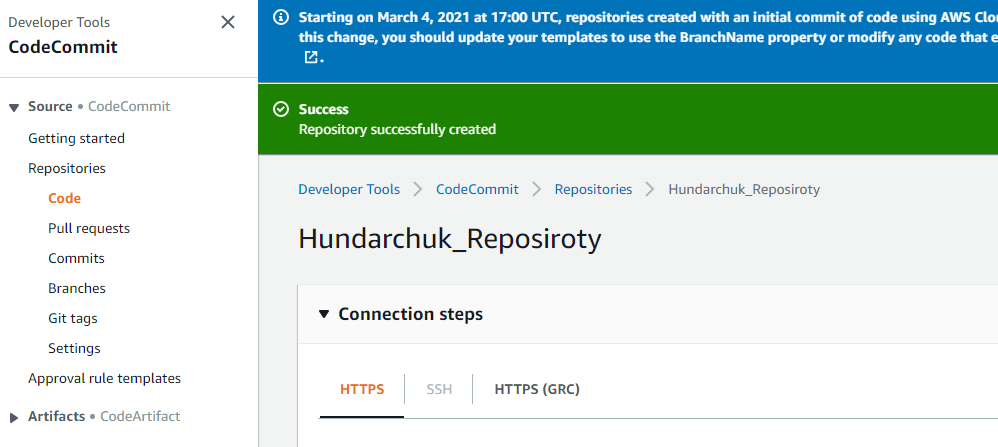 Developer Tools
CodeCommit
Source • CodeCommit
Getting started
Repositories
Code
Pull requests
Commits
Branches
Git tags
Settings
Approval rule templates
Artifacts • CodeArtifact
Starting on March 4, 2021 at 17:00 UTC, repositories created with an initial commit of code using AWS Clo
this change, you should update your templates to use the BranchName property or modify any code that e
.
Success
Repository successfully created
Developer Tools > CodeCommit > Repositories > Hundarchuk_Reposiroty
Hundarchuk_Reposiroty
Connection steps
HTTPS SSH HTTPS (GRC)